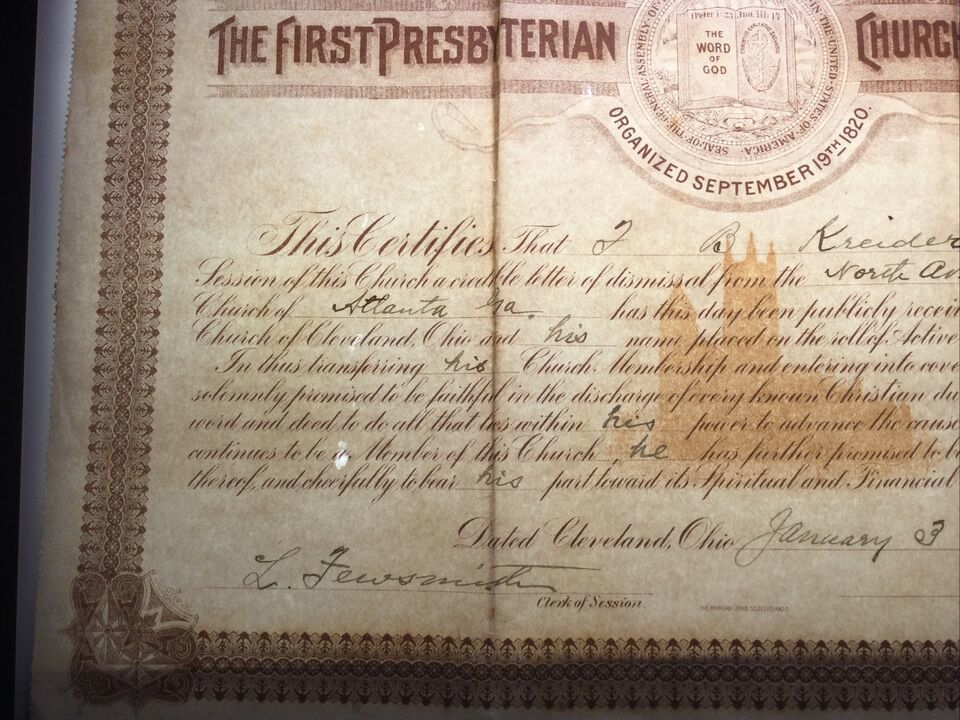 THE FIRST PRESBYTERIAN CHURCH
SEAL OF THE GENERAL ASSEMBLY OF IN THE UNITED STATES OF AMERICA
1 Peter i:25, Jno. iii:14
THE WORD OF GOD
ORGANIZED SEPTEMBER 19TH 1820.
This Certifies That J B Kreider
Session of this Church a credible letter of dismissal from the North Av
Church of Atlanta Ga. has this day been publicly recei
Church of Cleveland, Ohio and his name placed on the roll of Active
In thus transferring his Church Membership and entering into cove
solemnly promised to be faithful in the discharge of every known Christian du
word and deed to do all that lies within his power to advance the cause
continues to be a Member of this Church he has further promised to b
thereof, and cheerfully to bear his part toward its Spiritual and Financial
Dated Cleveland, Ohio January 3
L. Fewsmith
Clerk of Session.